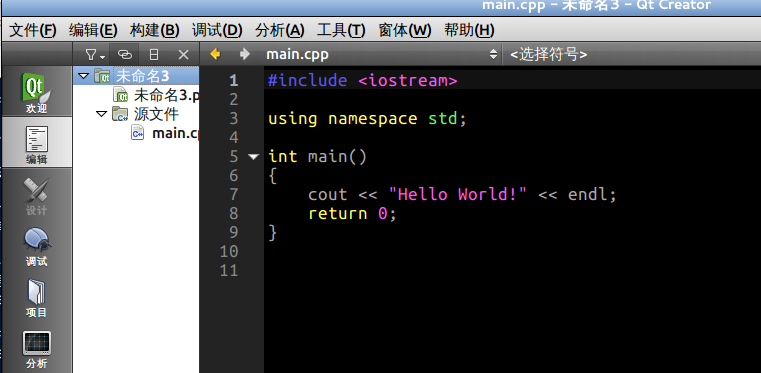 main.cpp - 未命名3 - Qt Creator
文件(F) 编辑(E) 构建(B) 调试(D) 分析(A) 工具(T) 窗体(W) 帮助(H)
main.cpp <选择符号>
Qt
欢迎
编辑
设计
调试
项目
分析
未命名3
未命名3.p
源文件
main.cp
1 #include <iostream>
2
3 using namespace std;
4
5 int main()
6 {
7 cout << "Hello World!" << endl;
8 return 0;
9 }
10
11